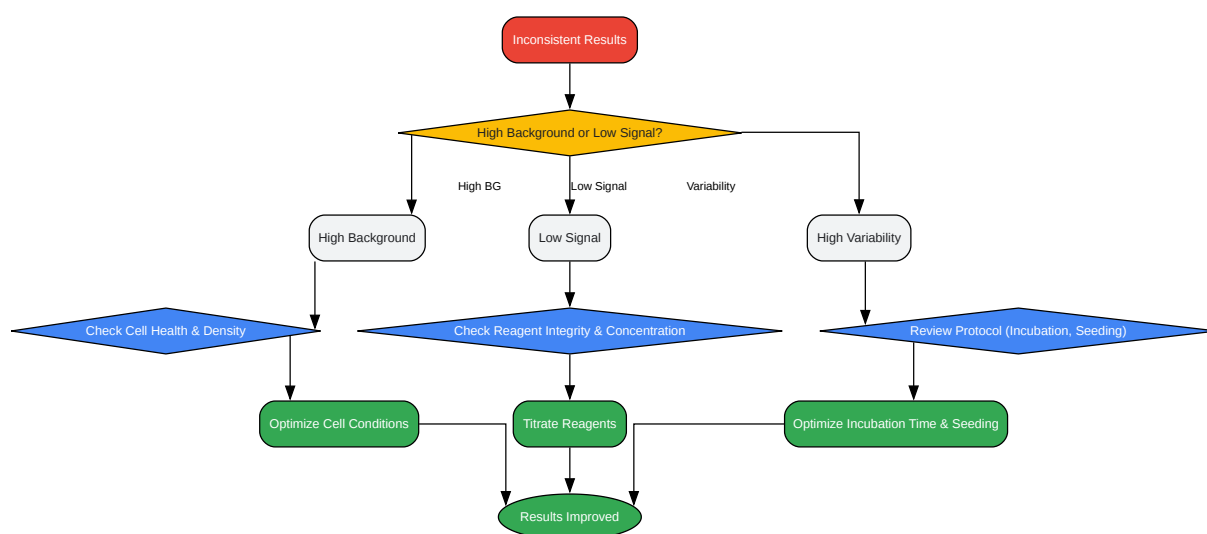 Inconsistent Results
High Background or Low Signal?
High BG
Low Signal
Variability
High Background
Low Signal
High Variability
Check Cell Health & Density
Check Reagent Integrity & Concentration
Review Protocol (Incubation, Seeding)
Optimize Cell Conditions
Titrate Reagents
Optimize Incubation Time & Seeding
Results Improved